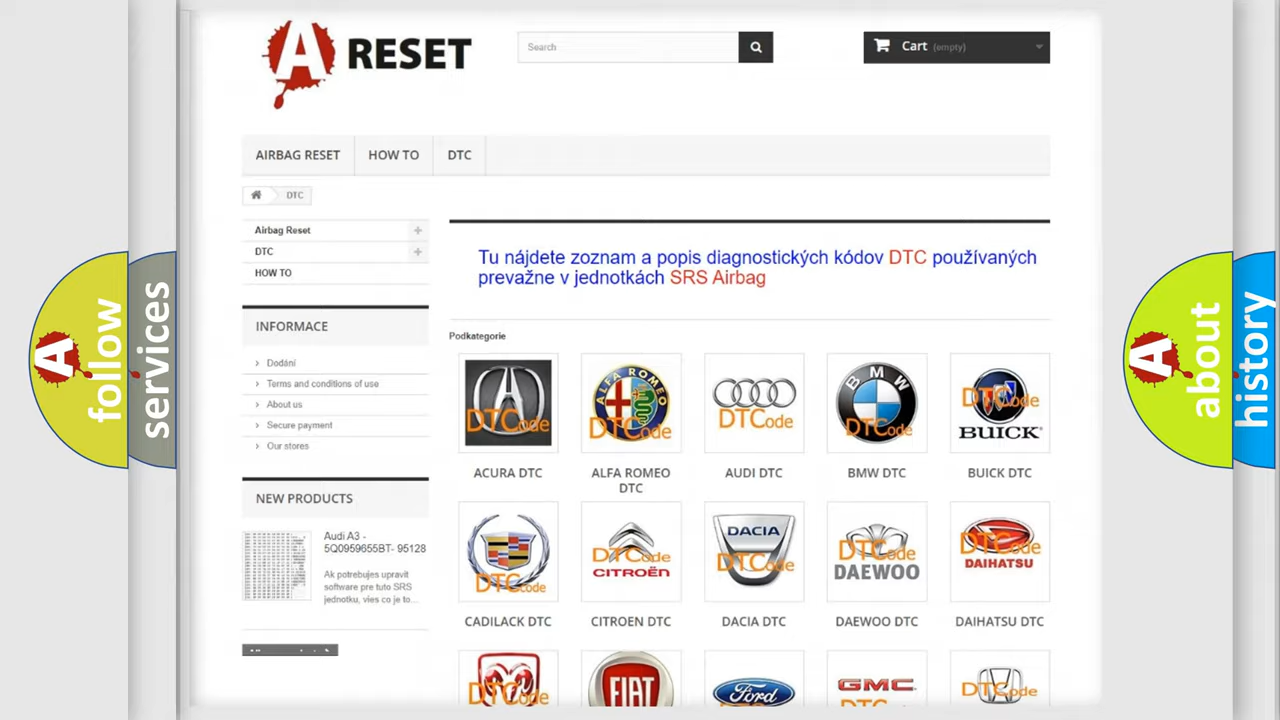 A RESET
Search
Cart (empty)
AIRBAG RESET
HOW TO
DTC
DTC
Airbag Reset
DTC
HOW TO
INFORMACE
Dodání
Terms and conditions of use
About us
Secure payment
Our stores
NEW PRODUCTS
Audi A3 -
5Q0959655BT- 95128
Ak potrebujes upravit
software pre tuto SRS
jednotku, vies co je to...
Tu nájdete zoznam a popis diagnostických kódov DTC používaných
prevažne v jednotkách SRS Airbag
Podkategorie
DTCode
ALFA ROMEO
DTCode
DTCode
BMW
DTCode
DTCode
BUICK
ACURA DTC
ALFA ROMEO
DTC
AUDI DTC
BMW DTC
BUICK DTC
DTCode
DTCode
CITROËN
DACIA
DTCode
DTCode
DAEWOO
DTCode
DAIHATSU
CADILACK DTC
CITROEN DTC
DACIA DTC
DAEWOO DTC
DAIHATSU DTC
DTCode
FIAT
Ford
GMC
DTCode
A follow
services
A about
history